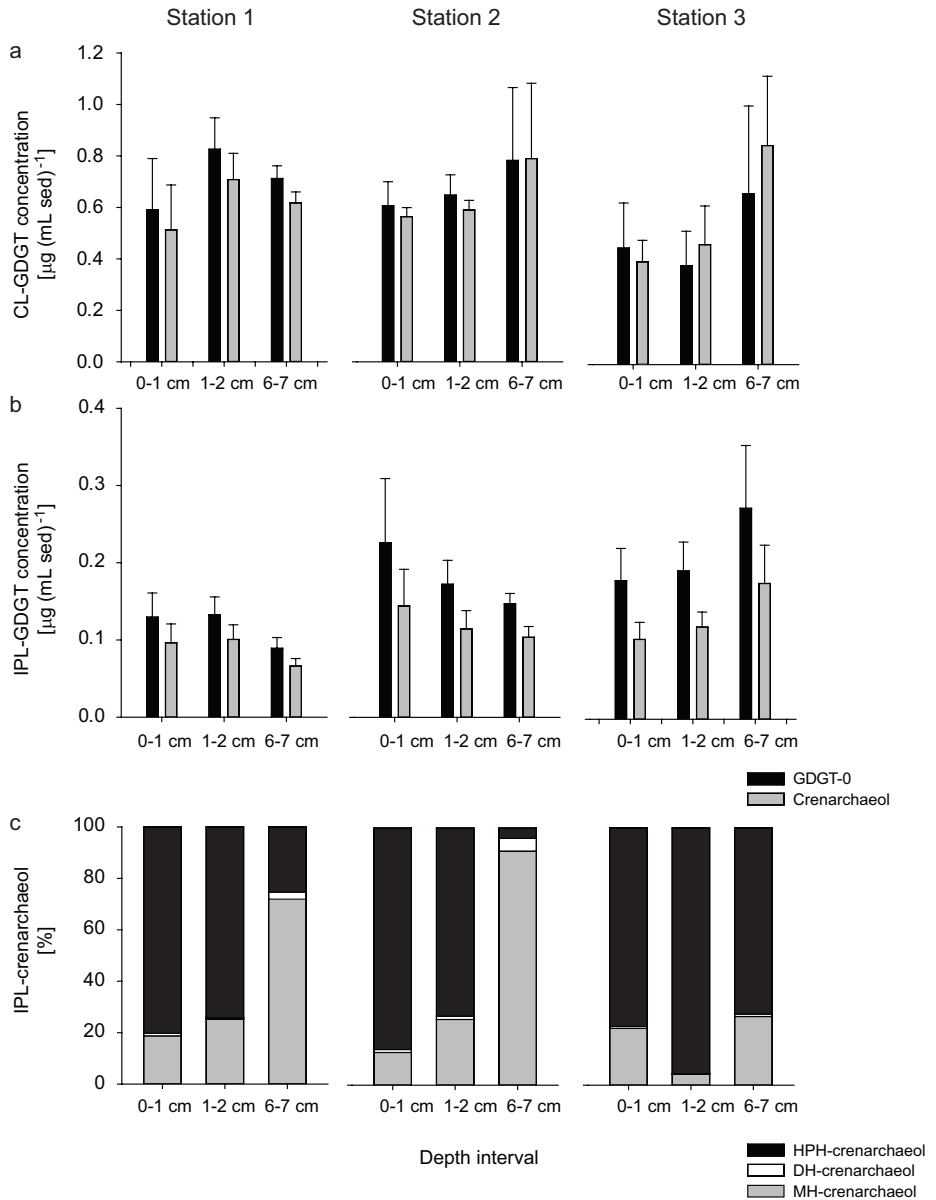 Station 1 Station 2 Station 3
a
CL-GDGT concentration
[µg (mL sed)-1]
1.2
1.0
0.8
0.6
0.4
0.2
0.0
0-1 cm 1-2 cm 6-7 cm 0-1 cm 1-2 cm 6-7 cm 0-1 cm 1-2 cm 6-7 cm
b
IPL-GDGT concentration
[µg (mL sed)-1]
0.4
0.3
0.2
0.1
0.0
0-1 cm 1-2 cm 6-7 cm 0-1 cm 1-2 cm 6-7 cm 0-1 cm 1-2 cm 6-7 cm
GDGT-0
Crenarchaeol
c
IPL-crenarchaeol
[%]
100
80
60
40
20
0
0-1 cm 1-2 cm 6-7 cm 0-1 cm 1-2 cm 6-7 cm 0-1 cm 1-2 cm 6-7 cm
Depth interval
HPH-crenarchaeol
DH-crenarchaeol
MH-crenarchaeol